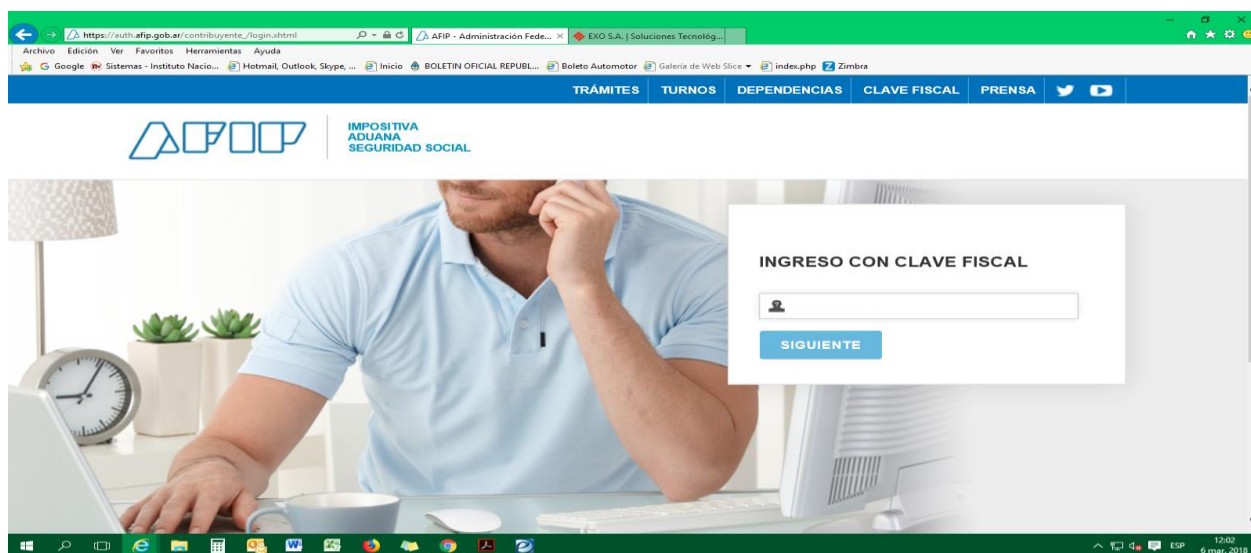 https://auth.afip.gob.ar/contribuyente_/login.xhtml
AFIP - Administración Fede...
EXO S.A. | Soluciones Tecnológ...
Archivo Edición Ver Favoritos Herramientas Ayuda
Google Sistemas - Instituto Nacio... Hotmail, Outlook, Skype, ... Inicio BOLETIN OFICIAL REPUBL... Boleto Automotor Galería de Web Slice index.php Zimbra
TRÁMITES TURNOS DEPENDENCIAS CLAVE FISCAL PRENSA
AFIP
IMPOSITIVA
ADUANA
SEGURIDAD SOCIAL
INGRESO CON CLAVE FISCAL
SIGUIENTE
ESP
12:02
6 mar. 2018